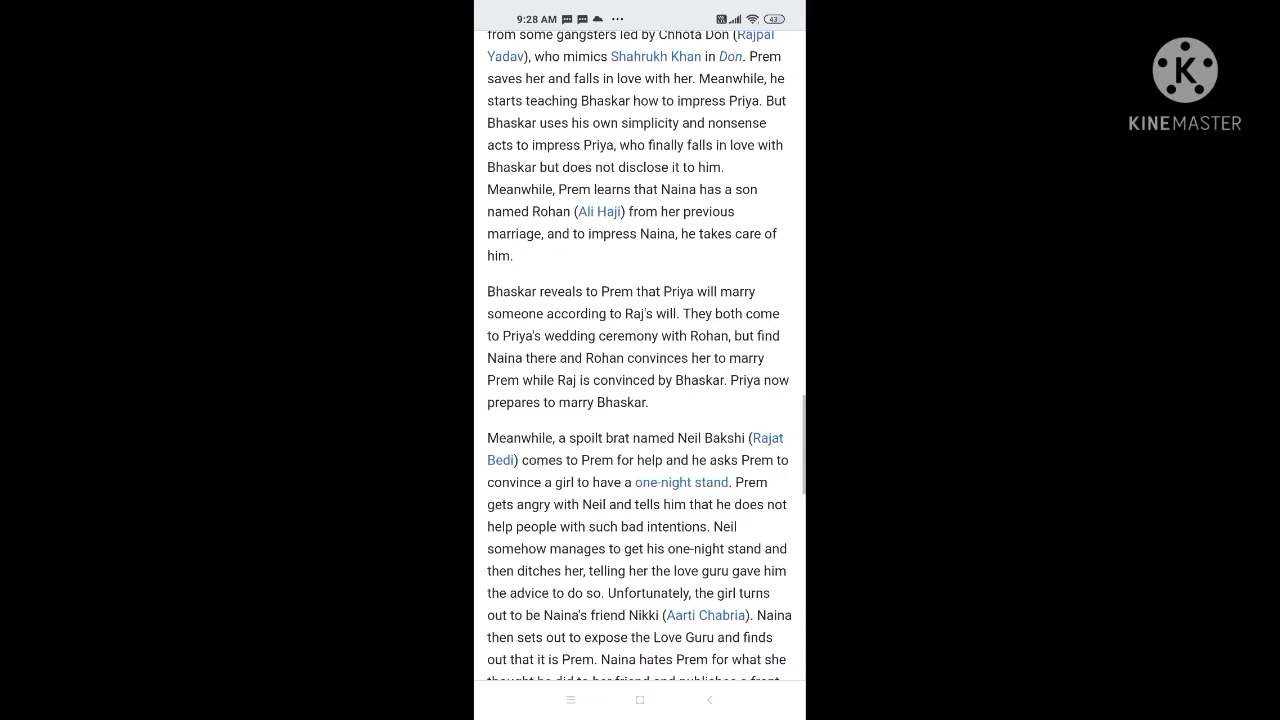 9:28 AM
43
KINEMASTER
K
from some gangsters led by Chhota Don (Rajpal
Yadav), who mimics Shahrukh Khan in Don. Prem
saves her and falls in love with her. Meanwhile, he
starts teaching Bhaskar how to impress Priya. But
Bhaskar uses his own simplicity and nonsense
acts to impress Priya, who finally falls in love with
Bhaskar but does not disclose it to him.
Meanwhile, Prem learns that Naina has a son
named Rohan (Ali Haji) from her previous
marriage, and to impress Naina, he takes care of
him.
Bhaskar reveals to Prem that Priya will marry
someone according to Raj's will. They both come
to Priya's wedding ceremony with Rohan, but find
Naina there and Rohan convinces her to marry
Prem while Raj is convinced by Bhaskar. Priya now
prepares to marry Bhaskar.
Meanwhile, a spoilt brat named Neil Bakshi (Rajat
Bedi) comes to Prem for help and he asks Prem to
convince a girl to have a one-night stand. Prem
gets angry with Neil and tells him that he does not
help people with such bad intentions. Neil
somehow manages to get his one-night stand and
then ditches her, telling her the love guru gave him
the advice to do so. Unfortunately, the girl turns
out to be Naina's friend Nikki (Aarti Chabria). Naina
then sets out to expose the Love Guru and finds
out that it is Prem. Naina hates Prem for what she
thought he did to her friend and publishes a front